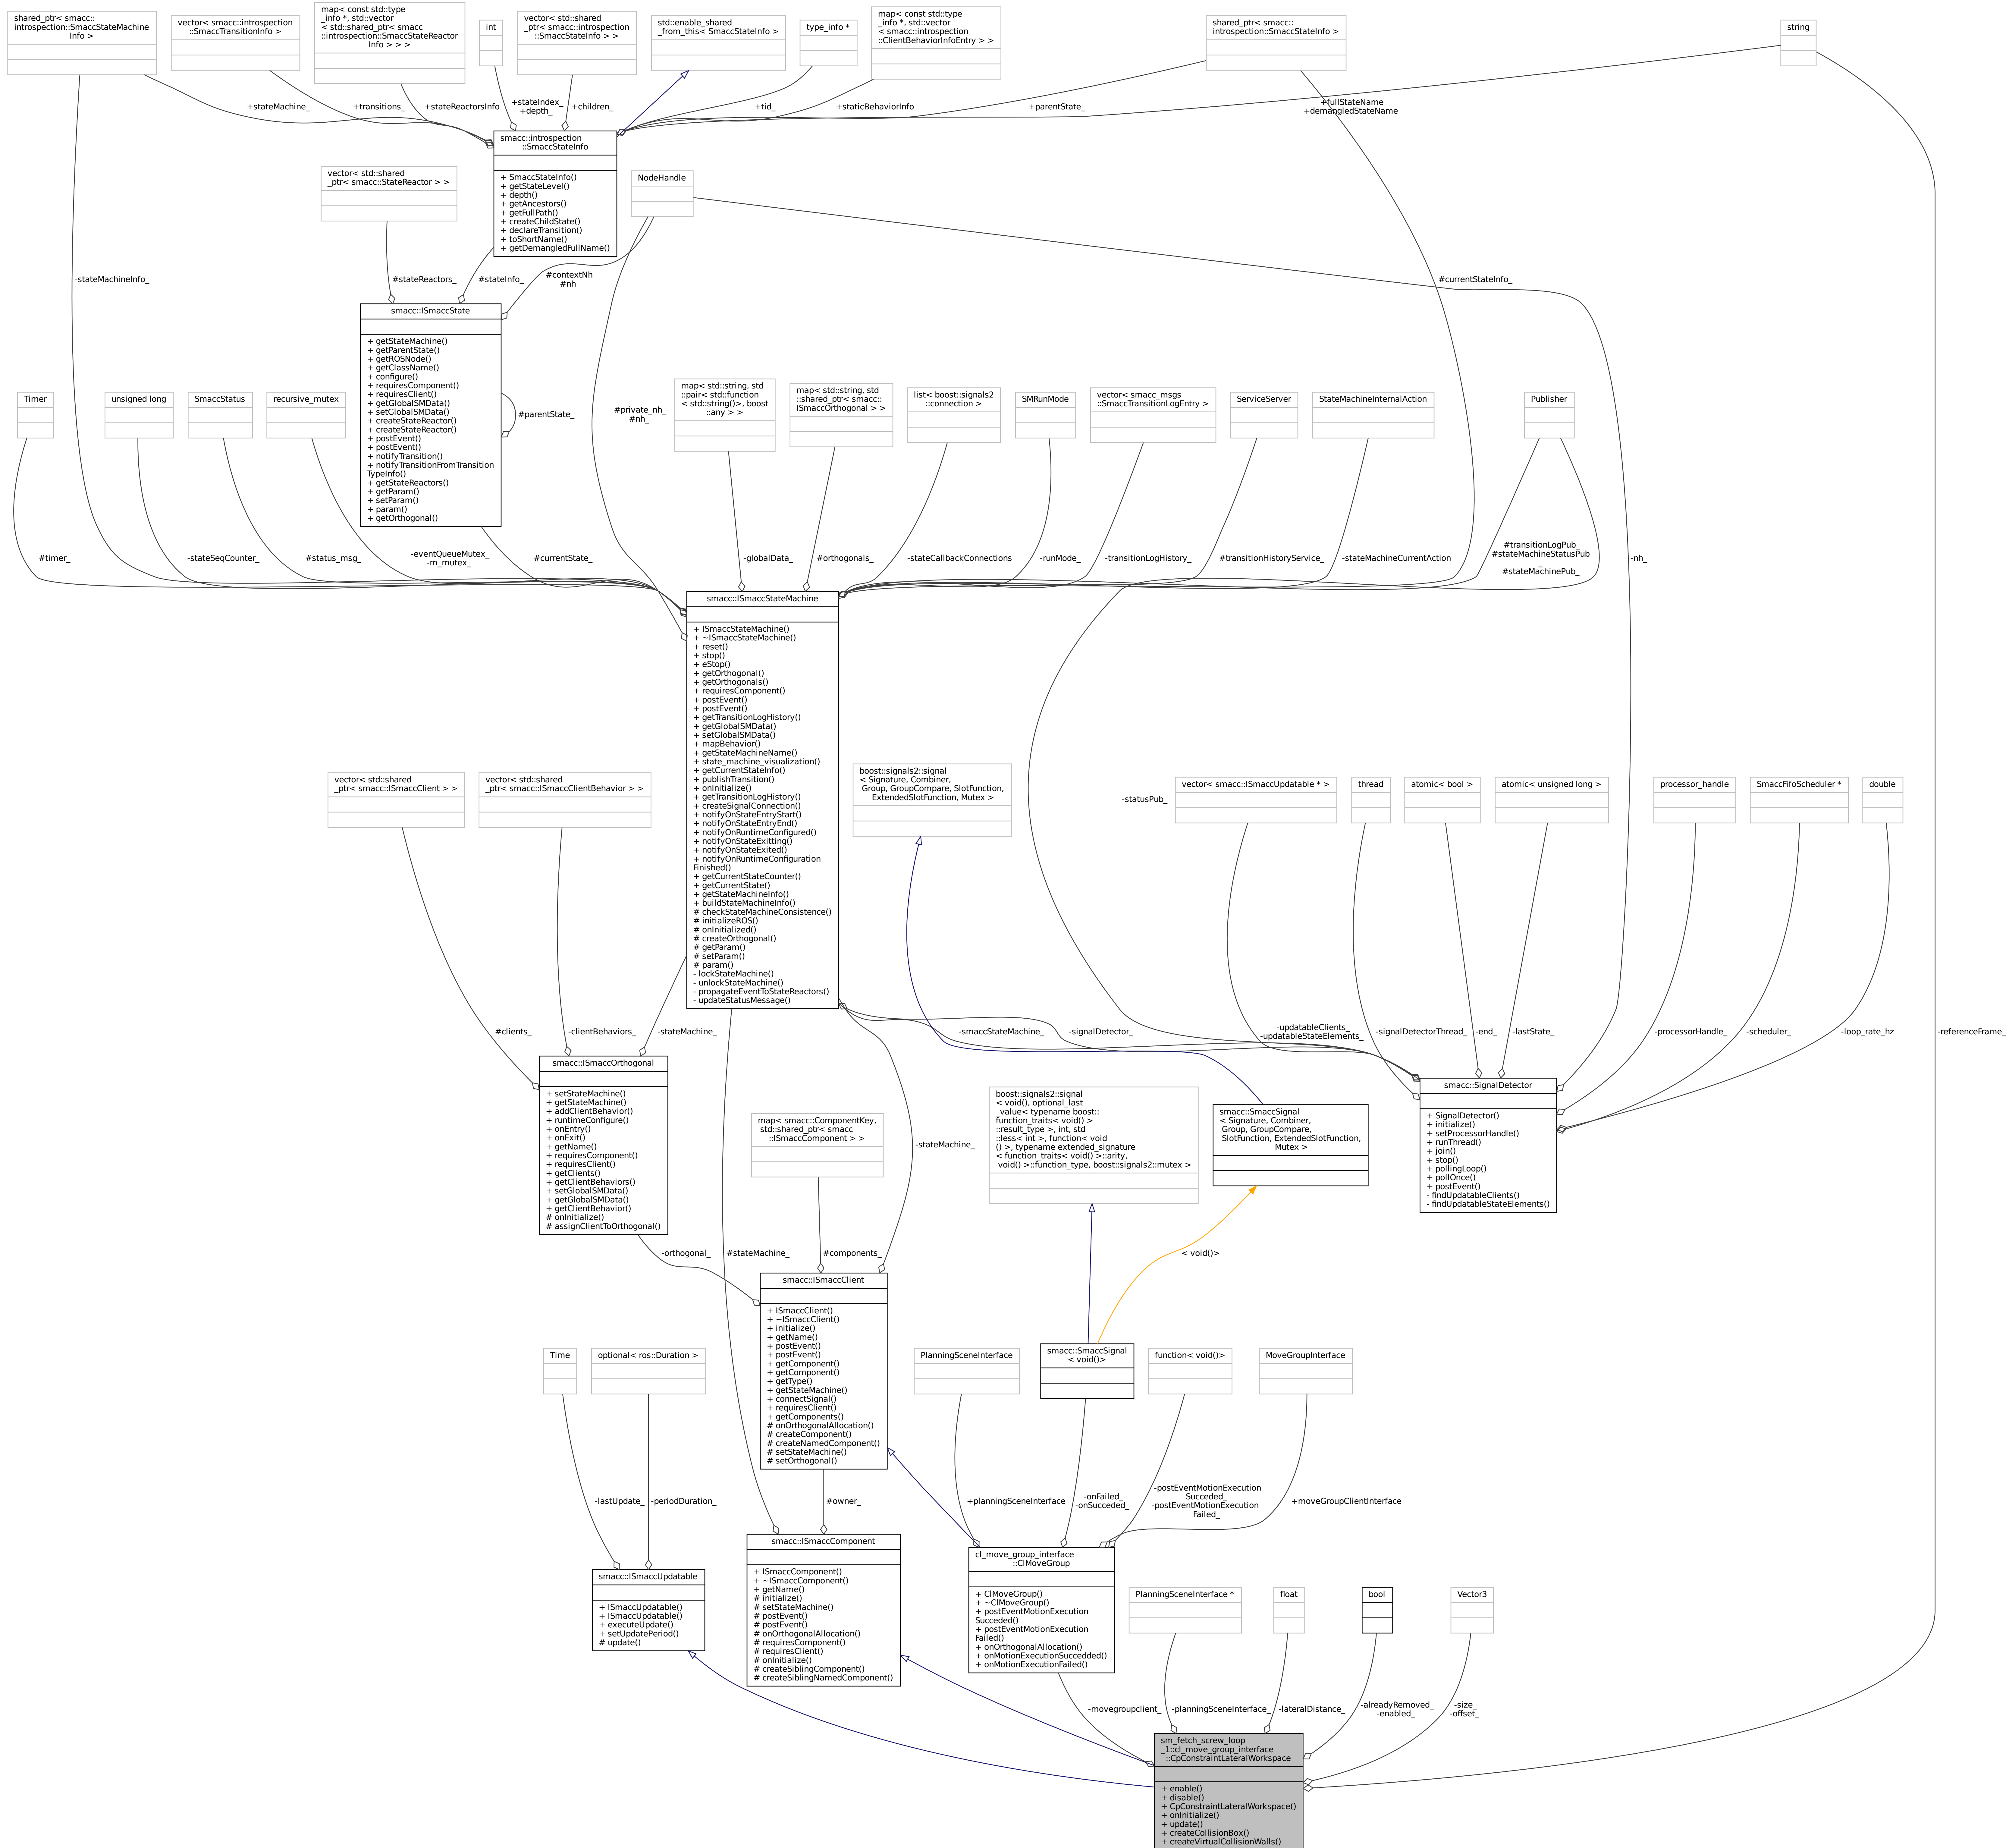 shared_ptr< smacc::
introspection::SmaccStateMachine
Info >
vector< smacc::introspection
::SmaccTransitionInfo >
map< const std::type
_info *, std::vector
< std::shared_ptr< smacc
::introspection::SmaccStateReactor
Info > > >
int
vector< std::shared
_ptr< smacc::introspection
::SmaccStateInfo > >
std::enable_shared
_from_this< SmaccStateInfo >
type_info *
map< const std::type
_info *, std::vector
< smacc::introspection
::ClientBehaviorInfoEntry > >
shared_ptr< smacc::
introspection::SmaccStateInfo >
string
+stateMachine_
+transitions_
+stateReactorsInfo
+stateIndex_
+depth_
+children_
+tid_
+staticBehaviorInfo
+parentState_
+fullStateName
+demangledStateName
smacc::introspection
::SmaccStateInfo
+ SmaccStateInfo()
+ getStateLevel()
+ depth()
+ getAncestors()
+ getFullPath()
+ createChildState()
+ declareTransition()
+ toShortName()
+ getDemangledFullName()
vector< std::shared
_ptr< smacc::StateReactor > >
NodeHandle
-stateMachineInfo_
#stateReactors_
#stateInfo_
#contextNh
#nh
#currentStateInfo_
smacc::ISmaccState
+ getStateMachine()
+ getParentState()
+ getROSNode()
+ getClassName()
+ configure()
+ requiresComponent()
+ requiresClient()
+ getGlobalSMData()
+ setGlobalSMData()
+ createStateReactor()
+ createStateReactor()
+ postEvent()
+ postEvent()
+ notifyTransition()
+ notifyTransitionFromTransition
TypeInfo()
+ getStateReactors()
+ getParam()
+ setParam()
+ param()
+ getOrthogonal()
#parentState_
#private_nh_
#nh_
Timer
unsigned long
SmaccStatus
recursive_mutex
map< std::string, std
::pair< std::function
< std::string()>, boost
::any > >
map< std::string, std
::shared_ptr< smacc::
ISmaccOrthogonal > >
list< boost::signals2
::connection >
SMRunMode
vector< smacc_msgs
::SmaccTransitionLogEntry >
ServiceServer
StateMachineInternalAction
Publisher
#timer_
-stateSeqCounter_
#status_msg_
-eventQueueMutex_
-m_mutex_
#currentState_
-globalData_
#orthogonals_
-stateCallbackConnections
-runMode_
-transitionLogHistory_
#transitionHistoryService_
-stateMachineCurrentAction
#transitionLogPub_
#stateMachineStatusPub
_
#stateMachinePub_
-nh_
smacc::ISmaccStateMachine
+ ISmaccStateMachine()
+ ~ISmaccStateMachine()
+ reset()
+ stop()
+ eStop()
+ getOrthogonal()
+ getOrthogonals()
+ requiresComponent()
+ postEvent()
+ postEvent()
+ getTransitionLogHistory()
+ getGlobalSMData()
+ setGlobalSMData()
+ mapBehavior()
+ getStateMachineName()
+ state_machine_visualization()
+ getCurrentStateInfo()
+ publishTransition()
+ onInitialize()
+ getTransitionLogHistory()
+ createSignalConnection()
+ notifyOnStateEntryStart()
+ notifyOnStateEntryEnd()
+ notifyOnRuntimeConfigured()
+ notifyOnStateExitting()
+ notifyOnStateExited()
+ notifyOnRuntimeConfiguration
Finished()
+ getCurrentStateCounter()
+ getCurrentState()
+ getStateMachineInfo()
+ buildStateMachineInfo()
# checkStateMachineConsistence()
# initializeROS()
# onInitialized()
# createOrthogonal()
# getParam()
# setParam()
# param()
- lockStateMachine()
- unlockStateMachine()
- propagateEventToStateReactors()
- updateStatusMessage()
vector< std::shared
_ptr< smacc::ISmaccClient > >
vector< std::shared
_ptr< smacc::ISmaccClientBehavior > >
boost::signals2::signal
< Signature, Combiner,
Group, GroupCompare, SlotFunction,
ExtendedSlotFunction, Mutex >
-statusPub_
vector< smacc::ISmaccUpdatable * >
thread
atomic< bool >
atomic< unsigned long >
processor_handle
SmaccFifoScheduler *
double
#clients_
-clientBehaviors_
-stateMachine_
-smaccStateMachine_
-signalDetector_
-updatableClients_
-updatableStateElements_
-signalDetectorThread_
-end_
-lastState_
-processorHandle_
-scheduler_
-loop_rate_hz
-referenceFrame_
smacc::ISmaccOrthogonal
+ setStateMachine()
+ getStateMachine()
+ addClientBehavior()
+ runtimeConfigure()
+ onEntry()
+ onExit()
+ getName()
+ requiresComponent()
+ requiresClient()
+ getClients()
+ getClientBehaviors()
+ setGlobalSMData()
+ getGlobalSMData()
+ getClientBehavior()
# onInitialize()
# assignClientToOrthogonal()
map< smacc::ComponentKey,
std::shared_ptr< smacc
::ISmaccComponent > >
-stateMachine_
boost::signals2::signal
< void(), optional_last
_value< typename boost::
function_traits< void() >
::result_type >, int, std
::less< int >, function< void
() >, typename extended_signature
< function_traits< void() >::arity,
void() >::function_type, boost::signals2::mutex >
smacc::SmaccSignal
< Signature, Combiner,
Group, GroupCompare,
SlotFunction, ExtendedSlotFunction,
Mutex >
smacc::SignalDetector
+ SignalDetector()
+ initialize()
+ setProcessorHandle()
+ runThread()
+ join()
+ stop()
+ pollingLoop()
+ pollOnce()
+ postEvent()
- findUpdatableClients()
- findUpdatableStateElements()
-orthogonal_
#stateMachine_
#components_
< void()>
smacc::ISmaccClient
+ ISmaccClient()
+ ~ISmaccClient()
+ initialize()
+ getName()
+ postEvent()
+ postEvent()
+ getComponent()
+ getComponent()
+ getType()
+ getStateMachine()
+ connectSignal()
+ requiresClient()
+ getComponents()
# onOrthogonalAllocation()
# createComponent()
# createNamedComponent()
# setStateMachine()
# setOrthogonal()
Time
optional< ros::Duration >
PlanningSceneInterface
smacc::SmaccSignal
< void()>
function< void()>
MoveGroupInterface
-lastUpdate_
-periodDuration_
#owner_
+planningSceneInterface
-onFailed_
-onSucceded_
-postEventMotionExecution
Succeded_
-postEventMotionExecution
Failed_
+moveGroupClientInterface
smacc::ISmaccUpdatable
+ ISmaccUpdatable()
+ ISmaccUpdatable()
+ executeUpdate()
+ setUpdatePeriod()
# update()
smacc::ISmaccComponent
+ ISmaccComponent()
+ ~ISmaccComponent()
+ getName()
# initialize()
# setStateMachine()
# postEvent()
# postEvent()
# onOrthogonalAllocation()
# requiresComponent()
# requiresClient()
# onInitialize()
# createSiblingComponent()
# createSiblingNamedComponent()
cl_move_group_interface
::ClMoveGroup
+ ClMoveGroup()
+ ~ClMoveGroup()
+ postEventMotionExecution
Succeded()
+ postEventMotionExecution
Failed()
+ onOrthogonalAllocation()
+ onMotionExecutionSuccedded()
+ onMotionExecutionFailed()
PlanningSceneInterface *
float
bool
Vector3
-movegroupclient_
-planningSceneInterface_
-lateralDistance_
-alreadyRemoved_
-enabled_
-size_
-offset_
sm_fetch_screw_loop
_1::cl_move_group_interface
::CpConstraintLateralWorkspace
+ enable()
+ disable()
+ CpConstraintLateralWorkspace()
+ onInitialize()
+ update()
+ createCollisionBox()
+ createVirtualCollisionWalls()